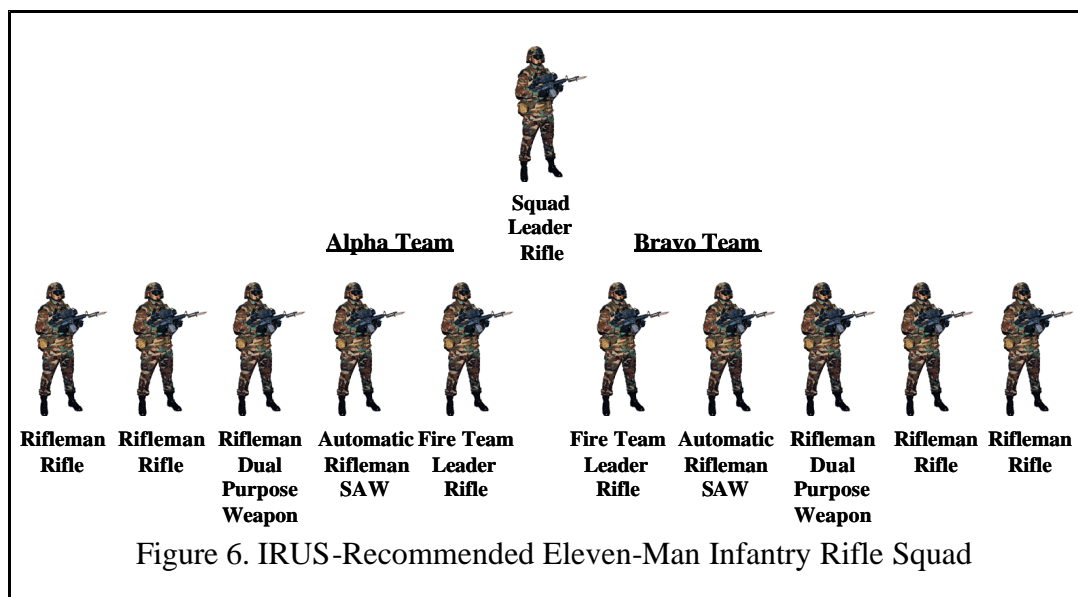 Squad
Leader
Rifle
Alpha Team
Bravo Team
Rifleman
Rifle
Rifleman
Rifle
Rifleman
Dual
Purpose
Weapon
Automatic
Rifleman
SAW
Fire Team
Leader
Rifle
Fire Team
Leader
Rifle
Automatic
Rifleman
SAW
Rifleman
Dual
Purpose
Weapon
Rifleman
Rifle
Rifleman
Rifle
Figure 6. IRUS-Recommended Eleven-Man Infantry Rifle Squad